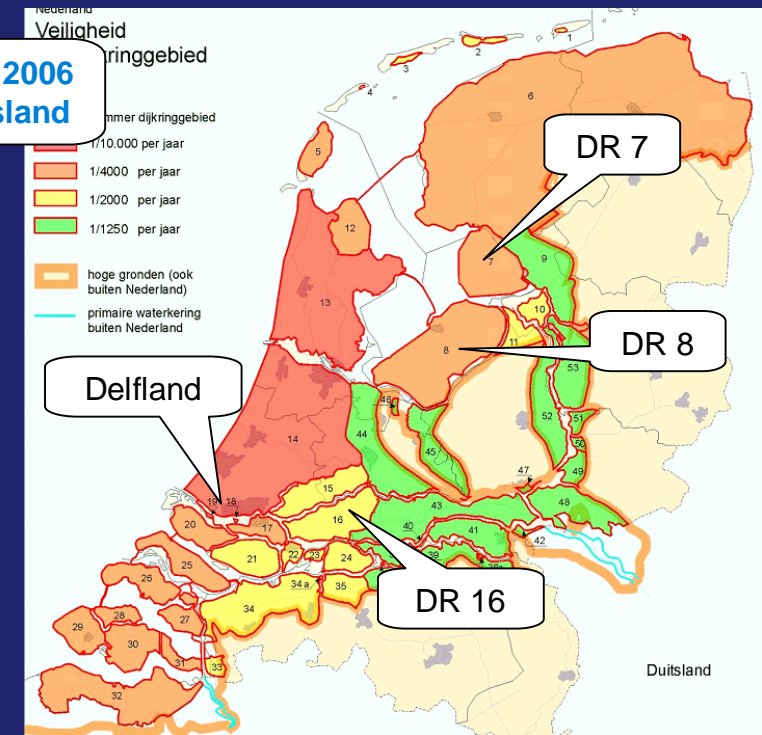 Nederland
Veiligheid
kringgebied
2006
sland
mmer dijkringgebied
1/10.000 per jaar
1/4000 per jaar
1/2000 per jaar
1/1250 per jaar
hoge gronden (ook
buiten Nederland)
primaire waterkering
buiten Nederland
DR 7
DR 8
Delfland
DR 16
Duitsland
1
2
3
4
5
6
7
8
9
10
11
12
13
14
15
16
17
18
19
20
21
22
23
24
25
26
27
28
29
30
31
32
33
34
34 a
35
39
40
41
42
43
44
45
46
47
48
49
50
51
52
53